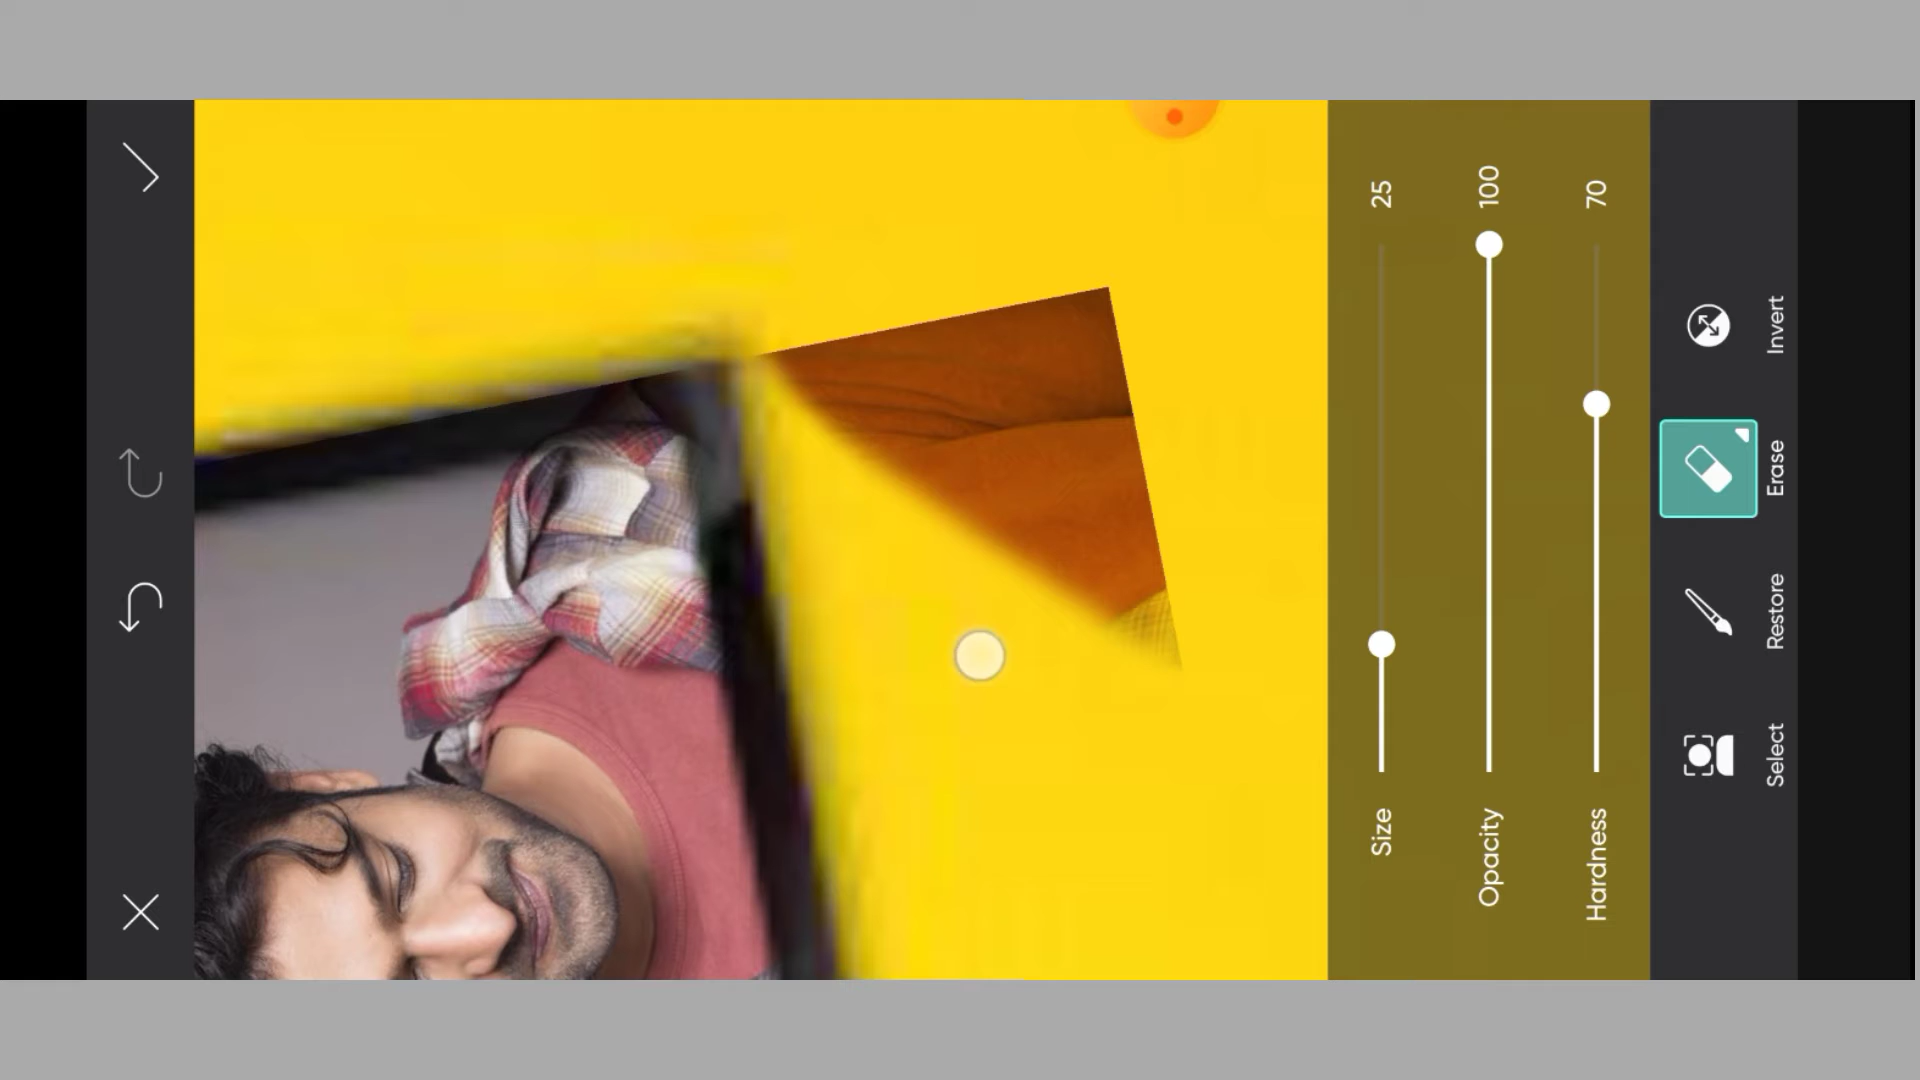 Size 25
Opacity 100
Hardness 70
Select
Restore
Erase
Invert